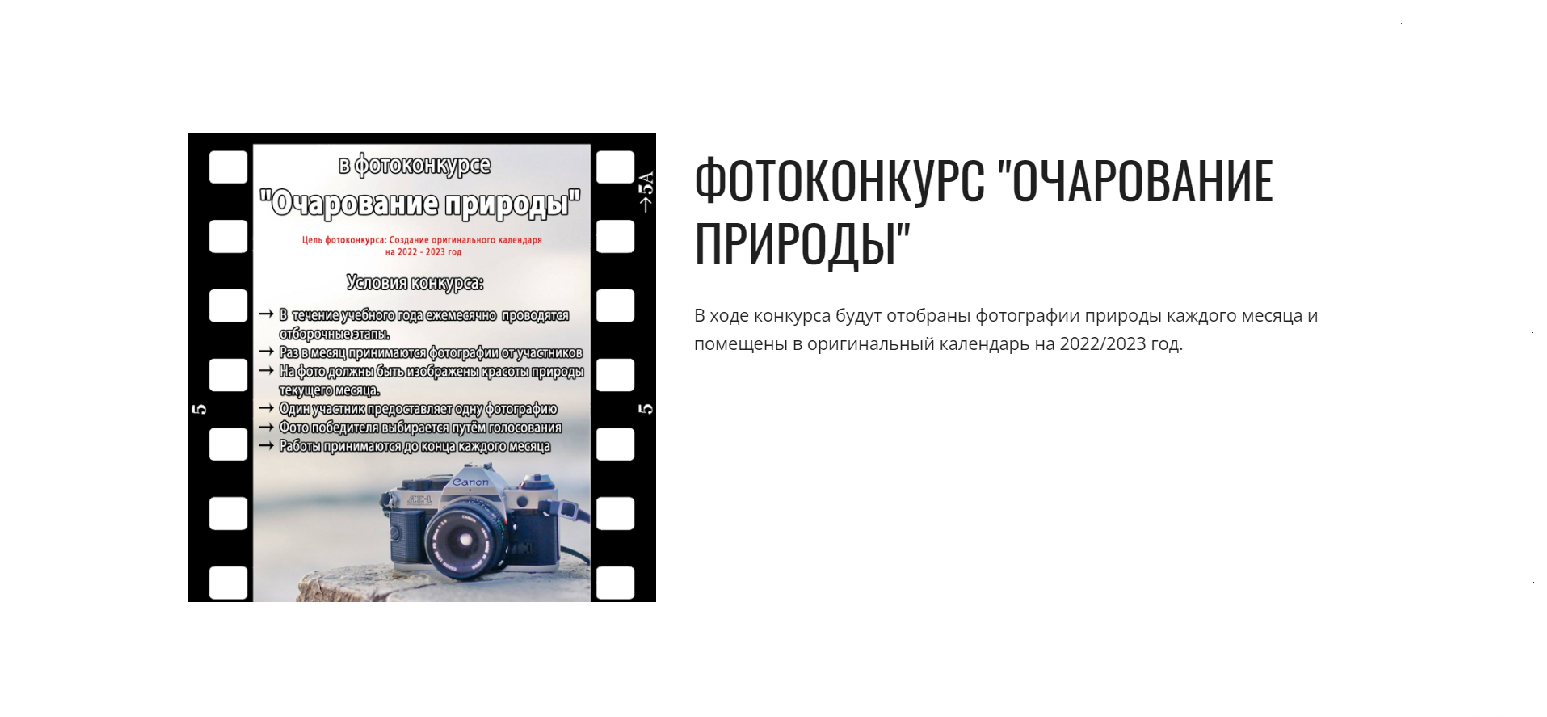 в фотоконкурсе
"Очарование природы"
Цель фотоконкурса: Создание оригинального календаря
на 2022 - 2023 год
Условия конкурса:
→ В течение учебного года ежемесячно проводятся
отборочные этапы.
→ Раз в месяц принимаются фотографии от участников
→ На фото должны быть изображены красоты природы
текущего месяца.
→ Один участник предоставляет одну фотографию
→ Фото победителя выбирается путём голосования
→ Работы принимаются до конца каждого месяца
Canon
AE-1
→5A
5
5
ФОТОКОНКУРС "ОЧАРОВАНИЕ
ПРИРОДЫ"
В ходе конкурса будут отобраны фотографии природы каждого месяца и
помещены в оригинальный календарь на 2022/2023 год.